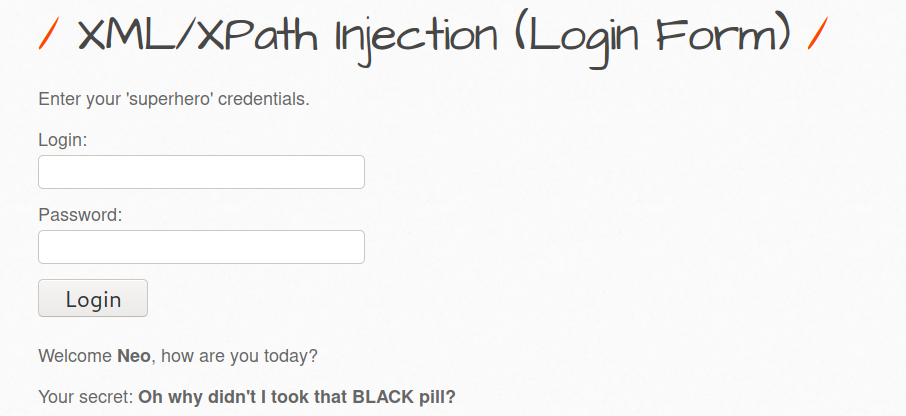 / XML/XPath Injection (Login Form) /
Enter your 'superhero' credentials.
Login:
Password:
Login
Welcome Neo, how are you today?
Your secret: Oh why didn't I took that BLACK pill?